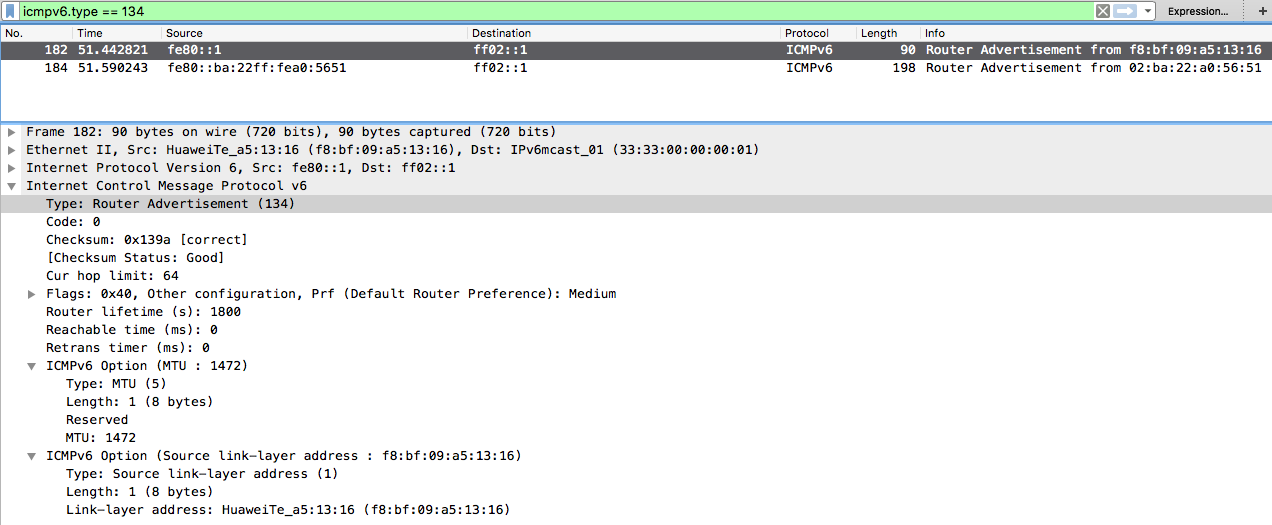 icmpv6.type == 134 Expression... +
No. Time Source Destination Protocol Length Info
182 51.442821 fe80::1 ff02::1 ICMPv6 90 Router Advertisement from f8:bf:09:a5:13:16
184 51.590243 fe80::ba:22ff:fea0:5651 ff02::1 ICMPv6 198 Router Advertisement from 02:ba:22:a0:56:51
Frame 182: 90 bytes on wire (720 bits), 90 bytes captured (720 bits)
Ethernet II, Src: HuaweiTe_a5:13:16 (f8:bf:09:a5:13:16), Dst: IPv6mcast_01 (33:33:00:00:00:01)
Internet Protocol Version 6, Src: fe80::1, Dst: ff02::1
Internet Control Message Protocol v6
Type: Router Advertisement (134)
Code: 0
Checksum: 0x139a [correct]
[Checksum Status: Good]
Cur hop limit: 64
Flags: 0x40, Other configuration, Prf (Default Router Preference): Medium
Router lifetime (s): 1800
Reachable time (ms): 0
Retrans timer (ms): 0
ICMPv6 Option (MTU : 1472)
Type: MTU (5)
Length: 1 (8 bytes)
Reserved
MTU: 1472
ICMPv6 Option (Source link-layer address : f8:bf:09:a5:13:16)
Type: Source link-layer address (1)
Length: 1 (8 bytes)
Link-layer address: HuaweiTe_a5:13:16 (f8:bf:09:a5:13:16)